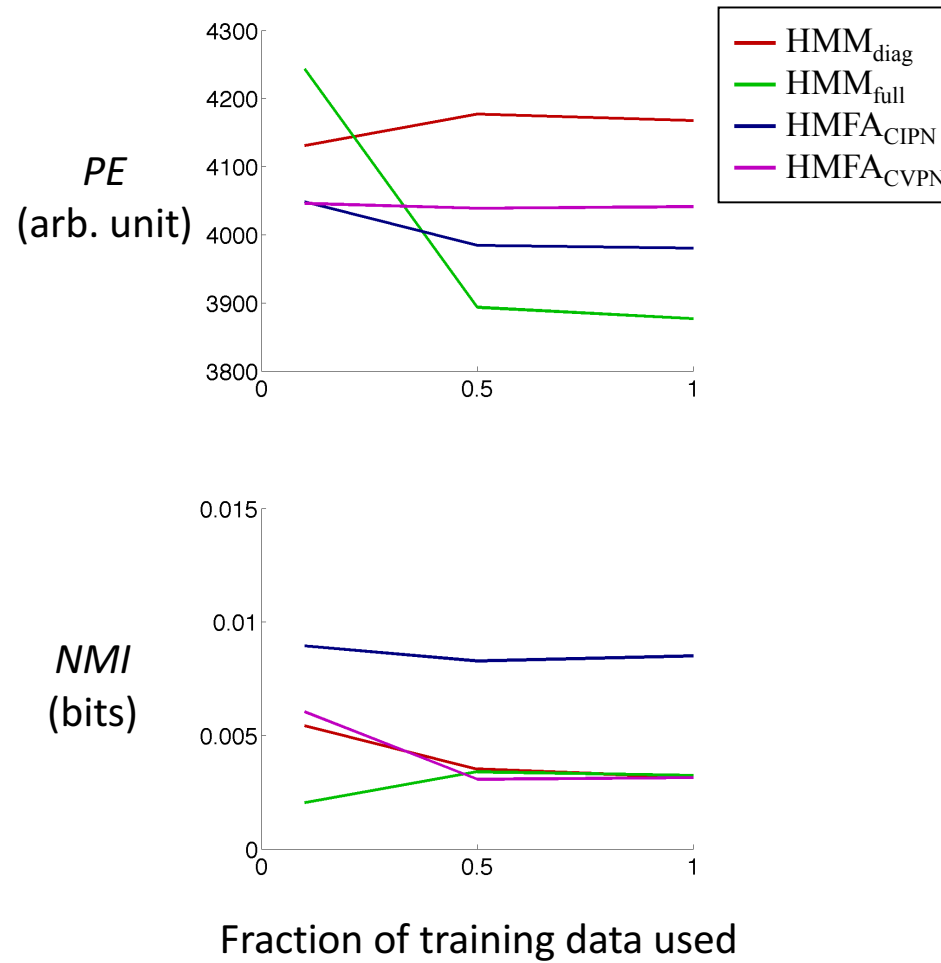 4300
4200
4100
4000
3900
3800
0
0.5
1
PE
(arb. unit)
HMMdiag
HMMfull
HMFACIPN
HMFACVPN
0.015
0.01
0.005
0
0
0.5
1
NMI
(bits)
Fraction of training data used